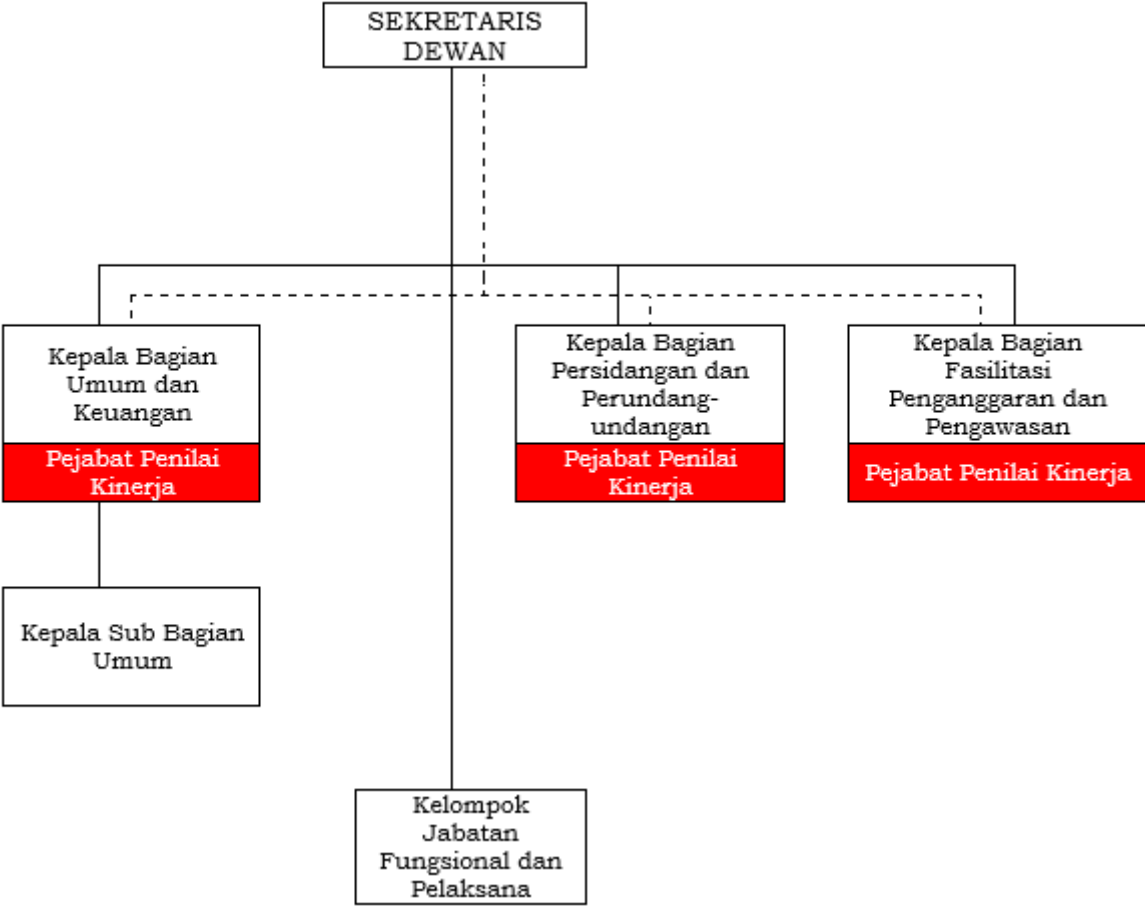 SEKRETARIS
DEWAN
Kepala Bagian
Umum dan
Keuangan
Pejabat Penilai
Kinerja
Kepala Bagian
Persidangan dan
Perundang-
undangan
Pejabat Penilai
Kinerja
Kepala Bagian
Fasilitasi
Penganggaran dan
Pengawasan
Pejabat Penilai Kinerja
Kepala Sub Bagian
Umum
Kelompok
Jabatan
Fungsional dan
Pelaksana